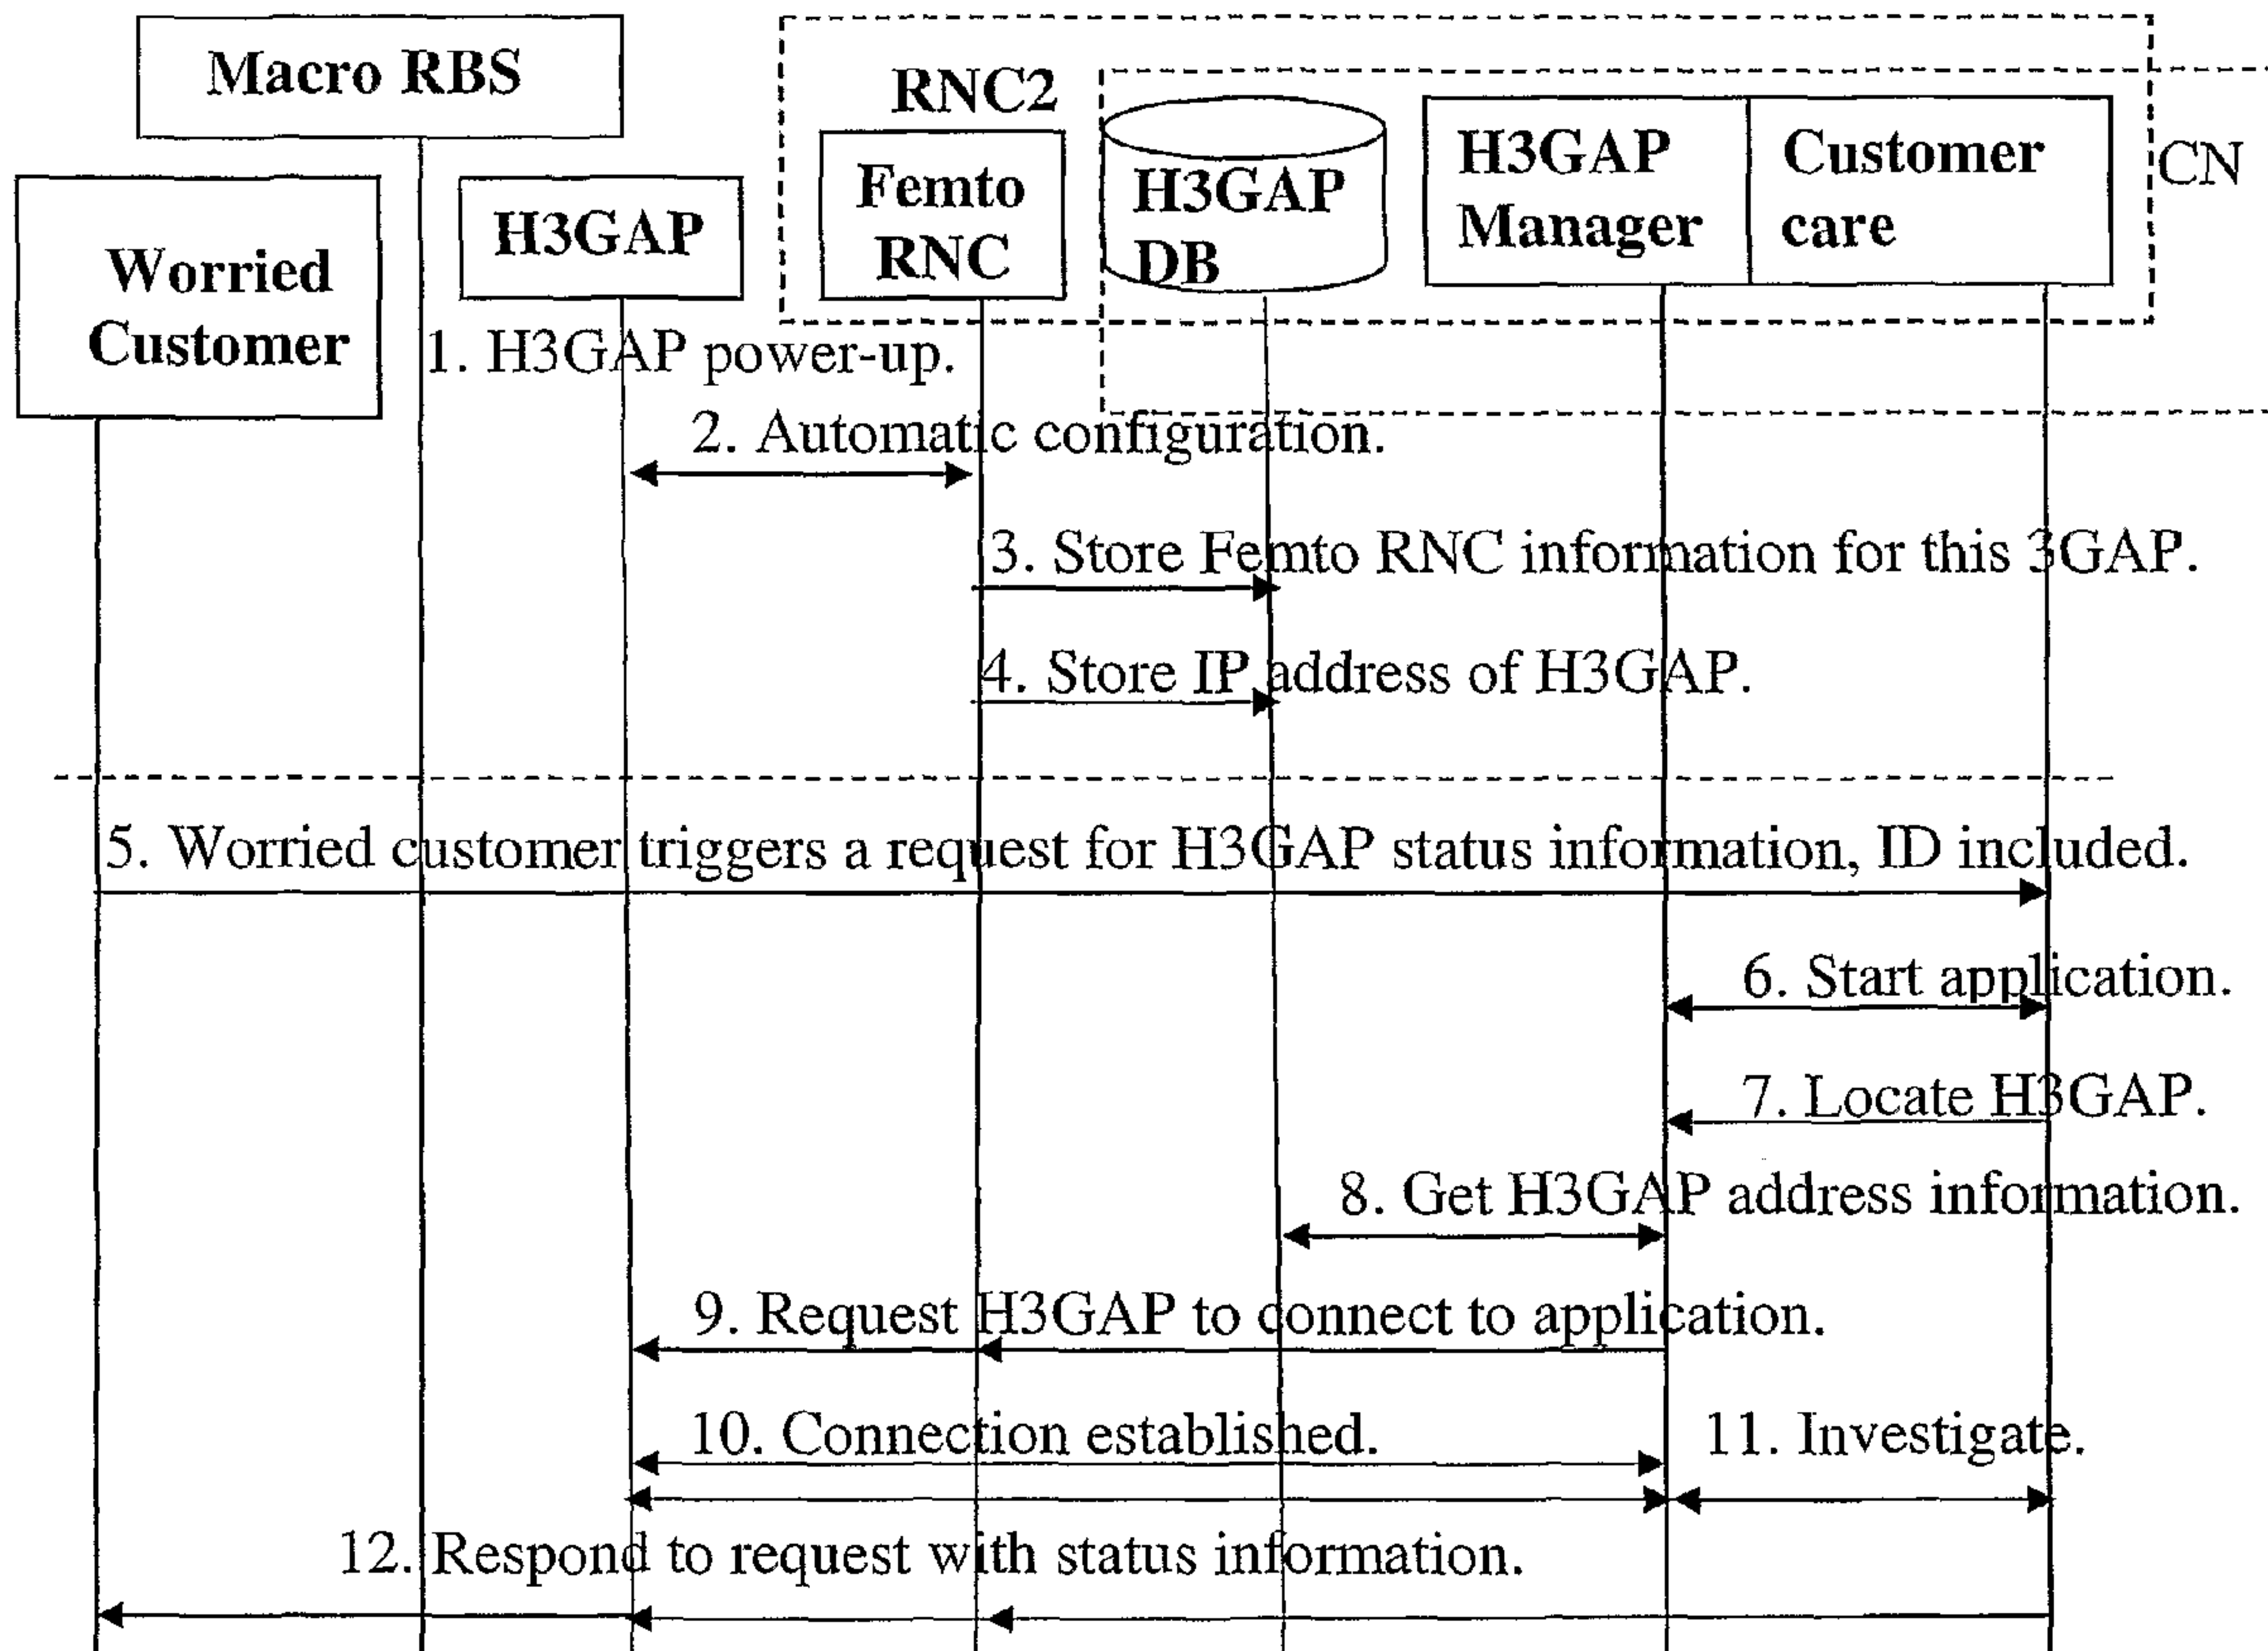 Macro RBS
RNC2
CN
Worried
Customer
H3GAP
Femto
RNC
H3GAP
DB
H3GAP
Manager
Customer
care
1. H3GAP power-up.
2. Automatic configuration.
3. Store Femto RNC information for this 3GAP.
4. Store IP address of H3GAP.
5. Worried customer triggers a request for H3GAP status information, ID included.
6. Start application.
7. Locate H3GAP.
8. Get H3GAP address information.
9. Request H3GAP to connect to application.
10. Connection established.
11. Investigate.
12. Respond to request with status information.